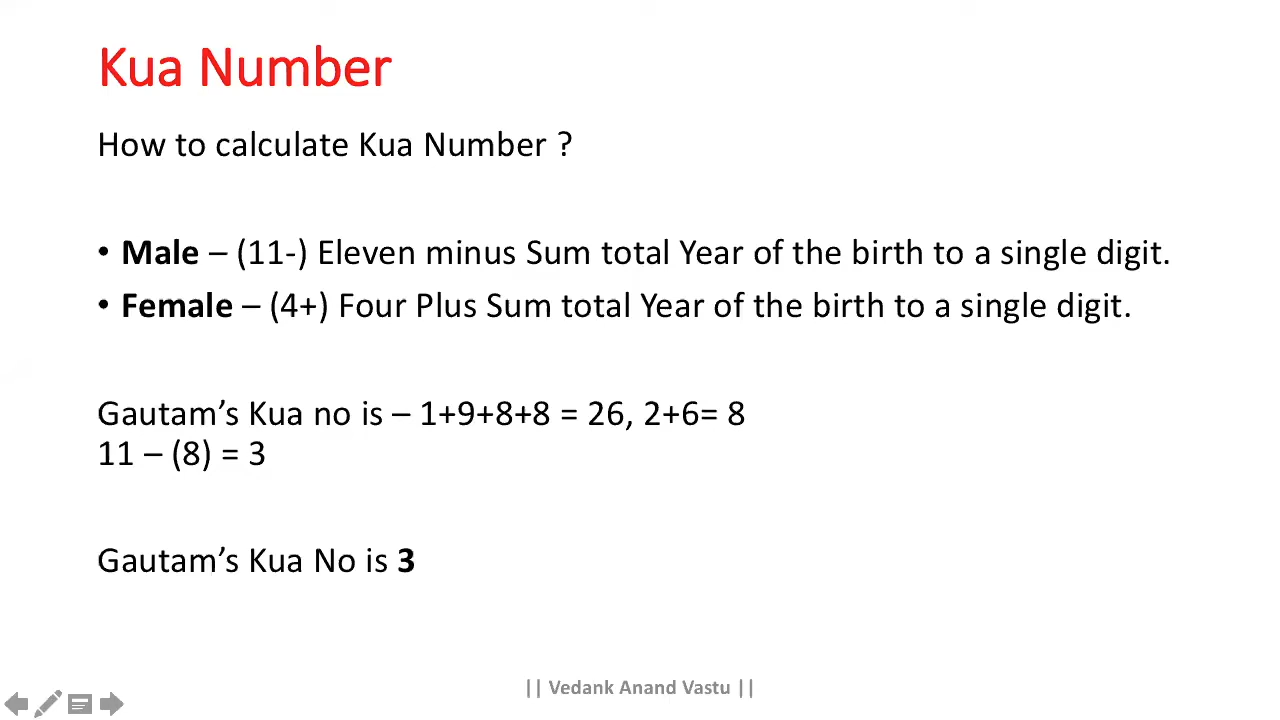 Kua Number
How to calculate Kua Number ?
• Male – (11-) Eleven minus Sum total Year of the birth to a single digit.
• Female – (4+) Four Plus Sum total Year of the birth to a single digit.
Gautam’s Kua no is – 1+9+8+8 = 26, 2+6= 8
11 – (8) = 3
Gautam’s Kua No is 3
|| Vedank Anand Vastu ||